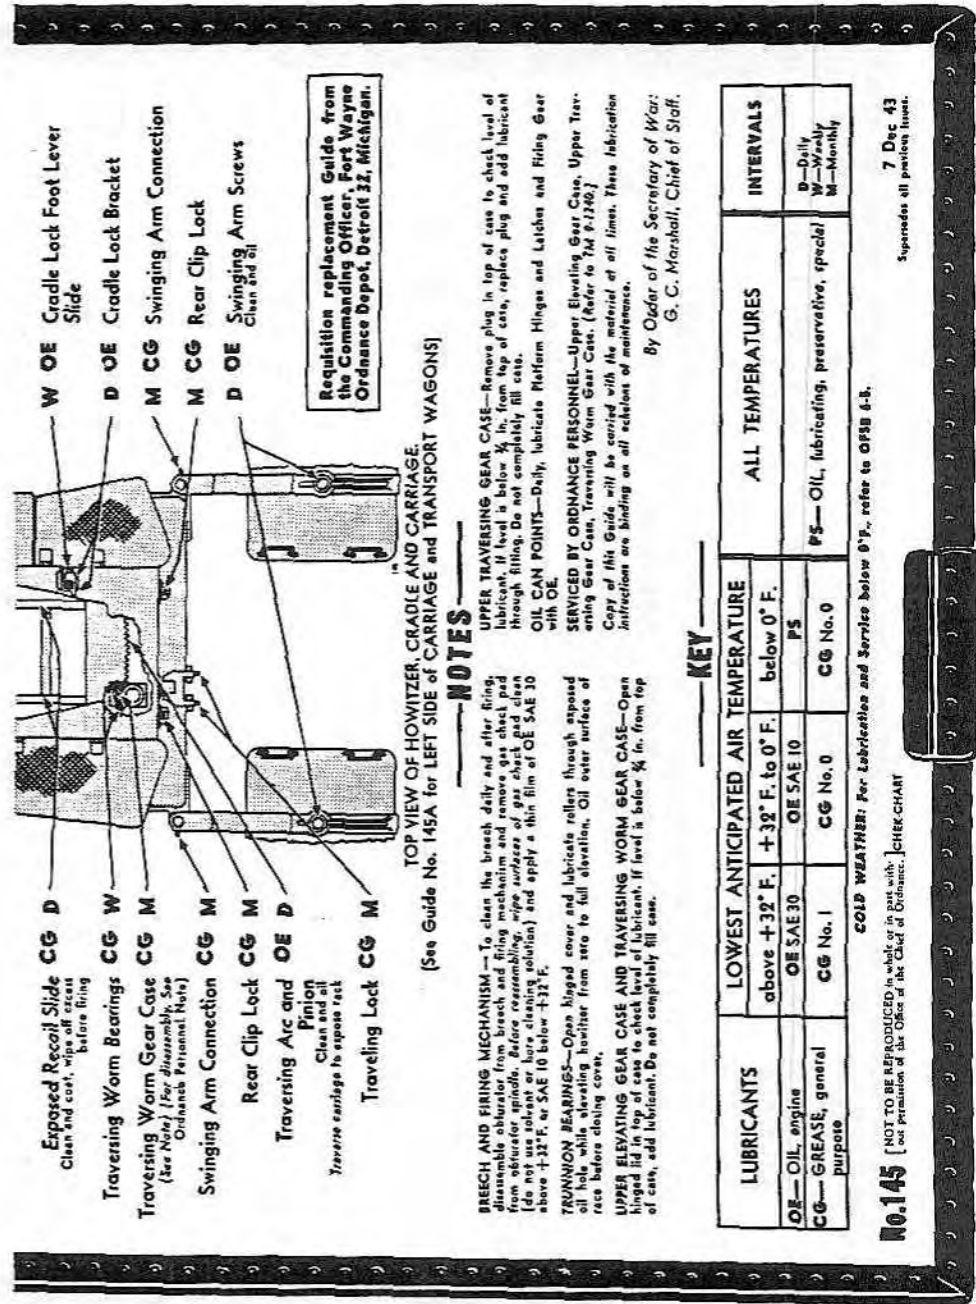 Exposed Recoil Slide CG D
Clean and coat, wipe off excess
before firing
Traversing Worm Bearings CG W
Traversing Worm Gear Case CG M
(See Note) (For disassembly, See
Ordnance Personnel Note)
Swinging Arm Connection CG M
Rear Clip Lock CG M
Traversing Arc and OE D
Pinion
Clean and oil
Traverse carriage to expose rack
Traveling Lock CG M
W OE Cradle Lock Foot Lever
Slide
D OE Cradle Lock Bracket
M CG Swinging Arm Connection
M CG Rear Clip Lock
D OE Swinging Arm Screws
Clean and oil
Requisition replacement Guide from
the Commanding Officer, Fort Wayne
Ordnance Depot, Detroit 32, Michigan.
TOP VIEW OF HOWITZER, CRADLE AND CARRIAGE.
(See Guide No. 145A for LEFT SIDE of CARRIAGE and TRANSPORT WAGONS)
NOTES
BREECH AND FIRING MECHANISM—To clean the breech daily and after firing,
disassemble obturator from breech and firing mechanism and remove gas check pad
from obturator spindle. Before reassembling, wipe surfaces of gas check pad clean
(do not use solvent or bore cleaning solution) and apply a thin film of OE SAE 30
above +32°F. or SAE 10 below +32°F.
TRUNNION BEARINGS—Open hinged cover and lubricate rollers through exposed
oil hole while elevating howitzer from zero to full elevation. Oil outer surface of
race before closing cover.
UPPER ELEVATING GEAR CASE AND TRAVERSING WORM GEAR CASE—Open
hinged lid in top of case to check level of lubricant. If level is below ¾ in. from top
of case, add lubricant. Do not completely fill case.
UPPER TRAVERSING GEAR CASE—Remove plug in top of case to check level of
lubricant. If level is below ¾ in. from top of case, replace plug and add lubricant
through fitting. Do not completely fill case.
OIL CAN POINTS—Daily, lubricate Platform Hinges and Latches and Firing Gear
with OE.
SERVICED BY ORDNANCE PERSONNEL—Upper Elevating Gear Case, Upper Trav-
ersing Gear Case, Traversing Worm Gear Case. (Refer to TM 9-1340.)
Copy of this Guide will be carried with the materiel at all times. These lubrication
instructions are binding on all echelons of maintenance.
By Order of the Secretary of War:
G. C. Marshall, Chief of Staff.
KEY
LUBRICANTS
LOWEST ANTICIPATED AIR TEMPERATURE
above +32° F. +32° F. to 0° F. below 0° F.
ALL TEMPERATURES
INTERVALS
OE—OIL, engine OE SAE 30 OE SAE 10 PS
CG—GREASE, general
purpose
CG No. 1 CG No. 0 CG No. 0
PS—OIL, lubricating, preservative, special
D—Daily
W—Weekly
M—Monthly
COLD WEATHER: For Lubrication and Service below 0°F., refer to OFSB 6-5.
No.145 [NOT TO BE REPRODUCED in whole or in part with-
out permission of the Office of the Chief of Ordnance.] CHEK-CHART
7 Dec 43
Supersedes all previous issues.